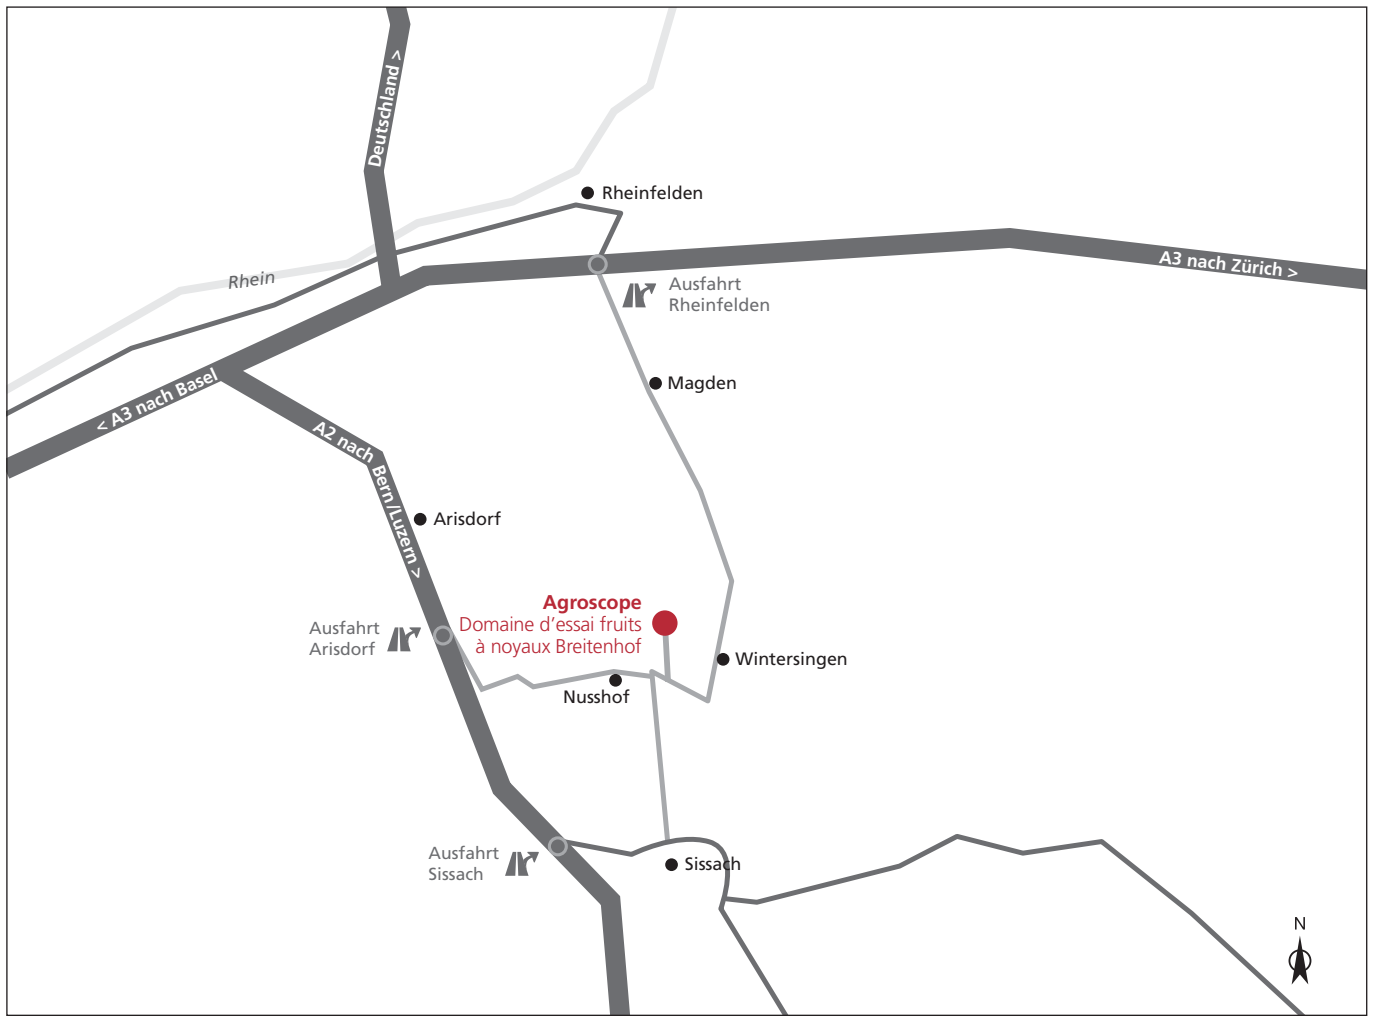 Deutschland >
Rheinfelden
Rhein
A3 nach Zürich >
Ausfahrt
Rheinfelden
< A3 nach Basel
Magden
A2 nach Bern/Luzern >
Arisdorf
Agroscope
Domaine d'essai fruits
à noyaux Breitenhof
Ausfahrt
Arisdorf
Wintersingen
Nusshof
Ausfahrt
Sissach
Sissach
N